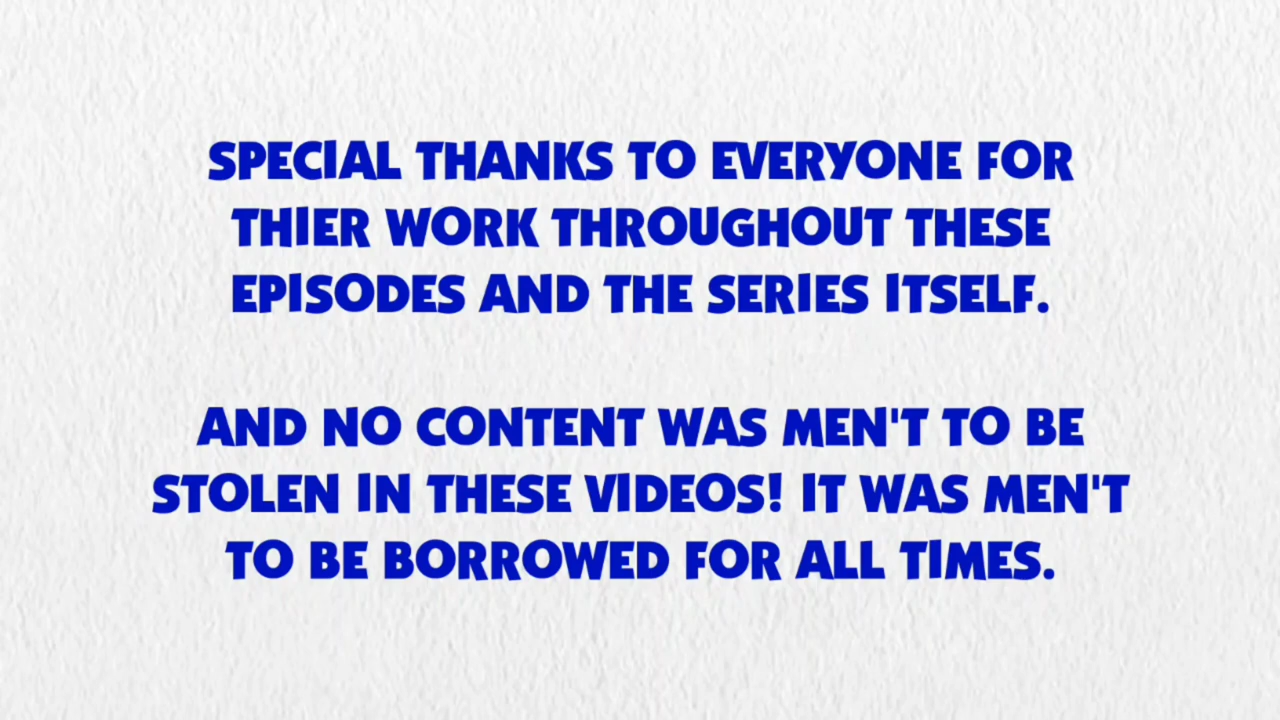 SPECIAL THANKS TO EVERYONE FOR
THIER WORK THROUGHOUT THESE
EPISODES AND THE SERIES ITSELF.
AND NO CONTENT WAS MEN'T TO BE
STOLEN IN THESE VIDEOS! IT WAS MEN'T
TO BE BORROWED FOR ALL TIMES.